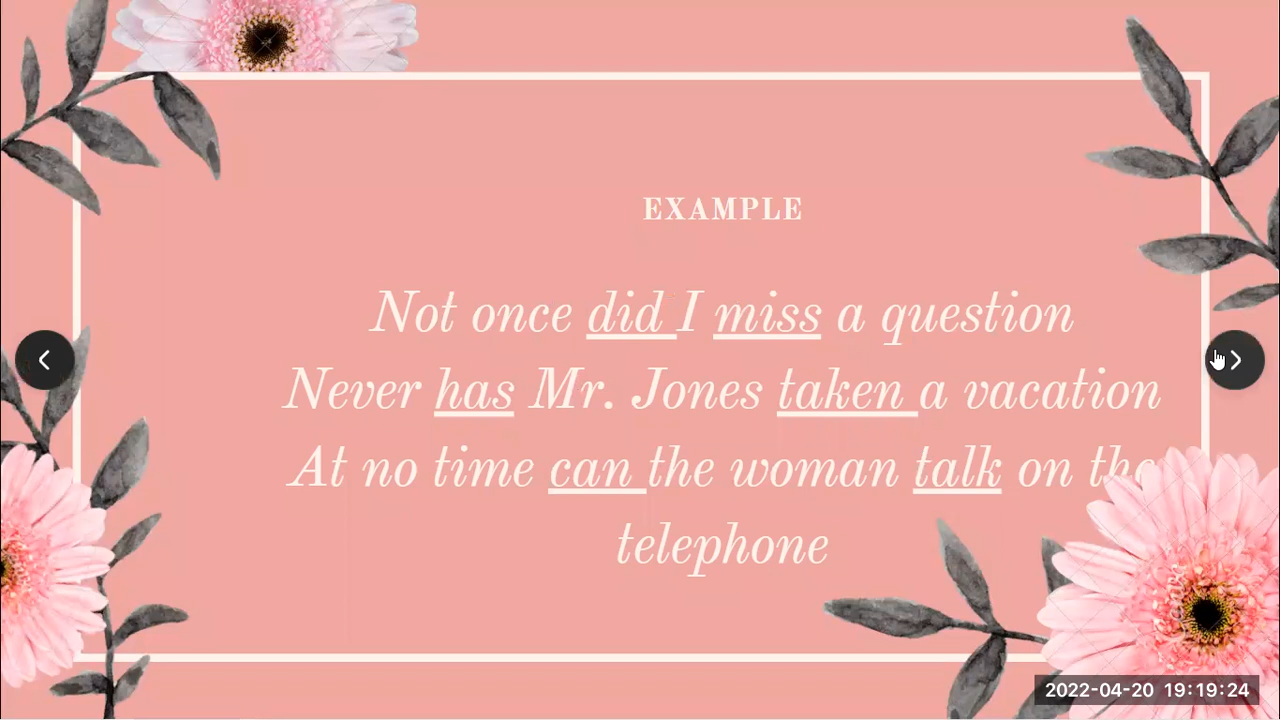 EXAMPLE
Not once did I miss a question
Never has Mr. Jones taken a vacation
At no time can the woman talk on the
telephone
2022-04-20 19:19:24